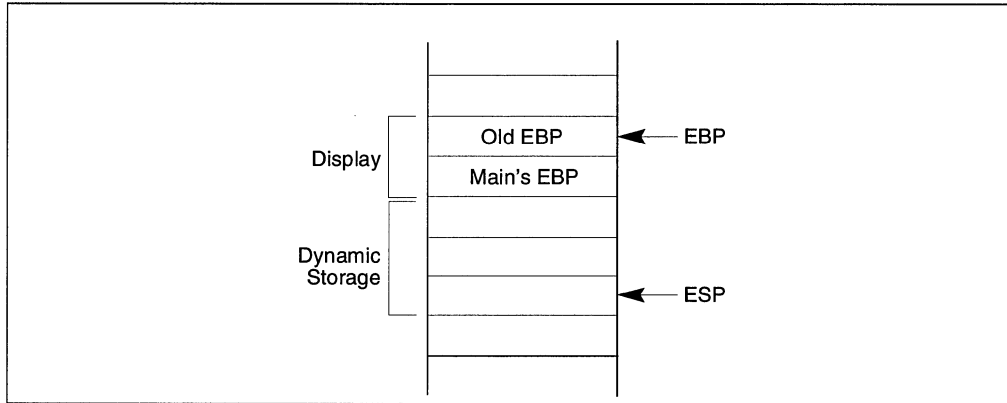 Old EBP
EBP
Display
Main's EBP
Dynamic
Storage
ESP